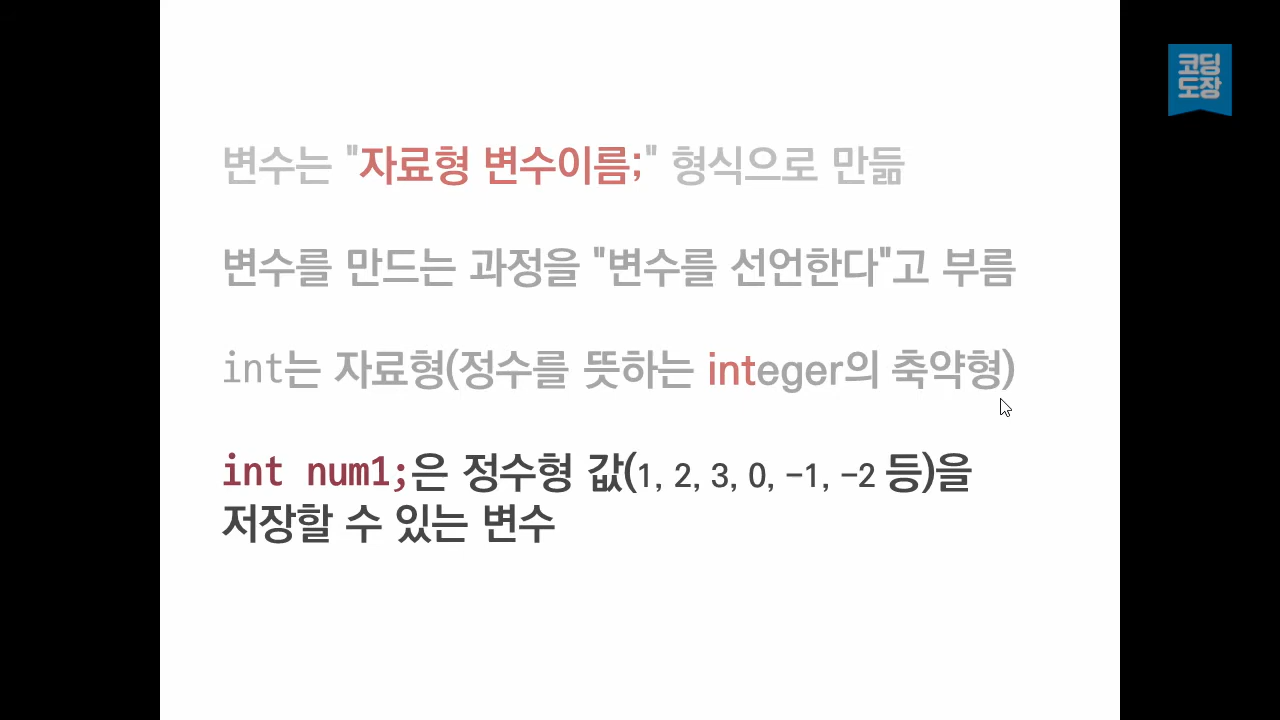 코딩
도장
변수는 "자료형 변수이름;" 형식으로 만듦
변수를 만드는 과정을 "변수를 선언한다"고 부름
int는 자료형(정수를 뜻하는 integer의 축약형)
int num1;은 정수형 값(1, 2, 3, 0, -1, -2 등)을
저장할 수 있는 변수